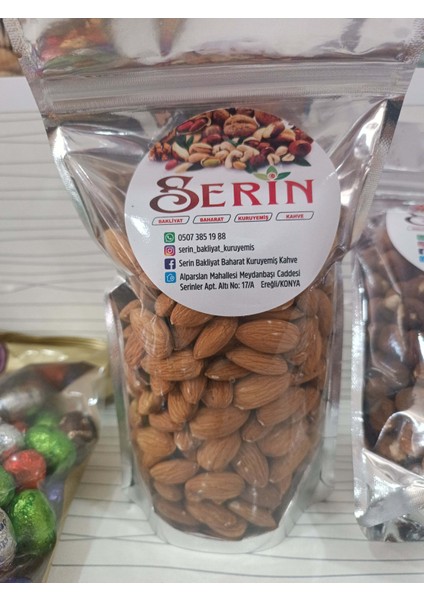 SERİN
BAKLİYAT BAHARAT KURUYEMİŞ KAHVE
0507 385 19 88
serin_bakliyat_kuruyemis
Serin Bakliyat Baharat Kuruyemiş Kahve
Alparslan Mahallesi Meydanbaşı Caddesi
Serinler Apt. Altı No: 17/A Ereğli/KONYA